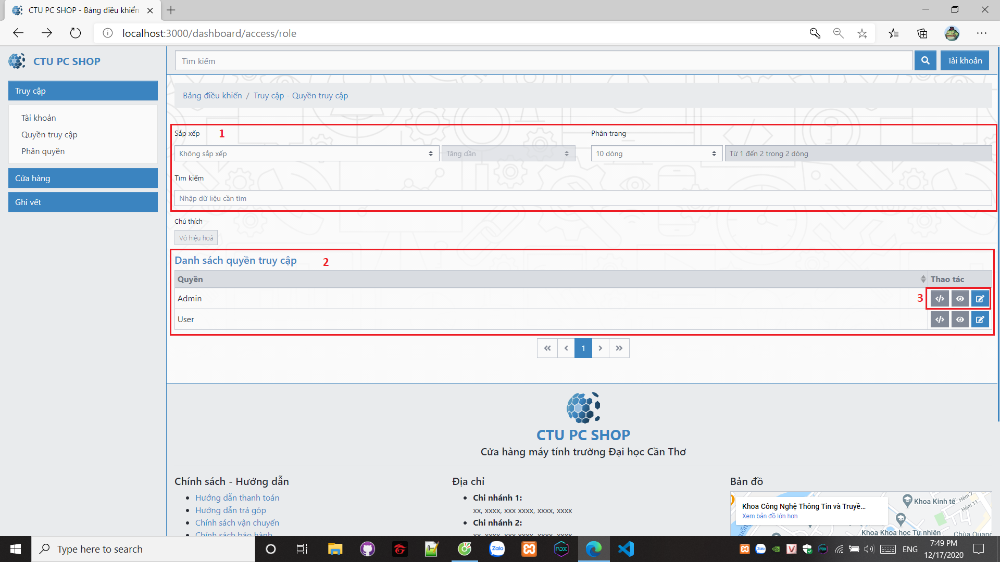 CTU PC SHOP - Bảng điều khiển
localhost:3000/dashboard/access/role
CTU PC SHOP
Tìm kiếm
Tài khoản
Truy cập
Tài khoản
Quyền truy cập
Phân quyền
Cửa hàng
Ghi vết
Bảng điều khiển / Truy cập - Quyền truy cập
Sắp xếp 1 Phân trang
Không sắp xếp Tăng dần 10 dòng Từ 1 đến 2 trong 2 dòng
Tìm kiếm
Nhập dữ liệu cần tìm
Chú thích
Vô hiệu hoá
Danh sách quyền truy cập 2
Quyền Thao tác
Admin 3
User
« ‹ 1 › »
CTU PC SHOP
Cửa hàng máy tính trường Đại học Cần Thơ
Chính sách - Hướng dẫn
Hướng dẫn thanh toán
Hướng dẫn trả góp
Chính sách vận chuyển
Chính sách bảo hành
Địa chỉ
Chi nhánh 1:
xx, xxxx, xxx xxxx, xxxx, xxxx
Chi nhánh 2:
xx, xxxx, xxx xxxx, xxxx, xxxx
Bản đồ
Khoa Công Nghệ Thông Tin và Truyề...
Xem bản đồ lớn hơn
Khoa Kinh tế
Hẻm 7
Hẻm 11
Khoa Khoa học Tự nhiên
Chùa Quang
Type here to search
Zalo
nox
ENG
7:49 PM
12/17/2020